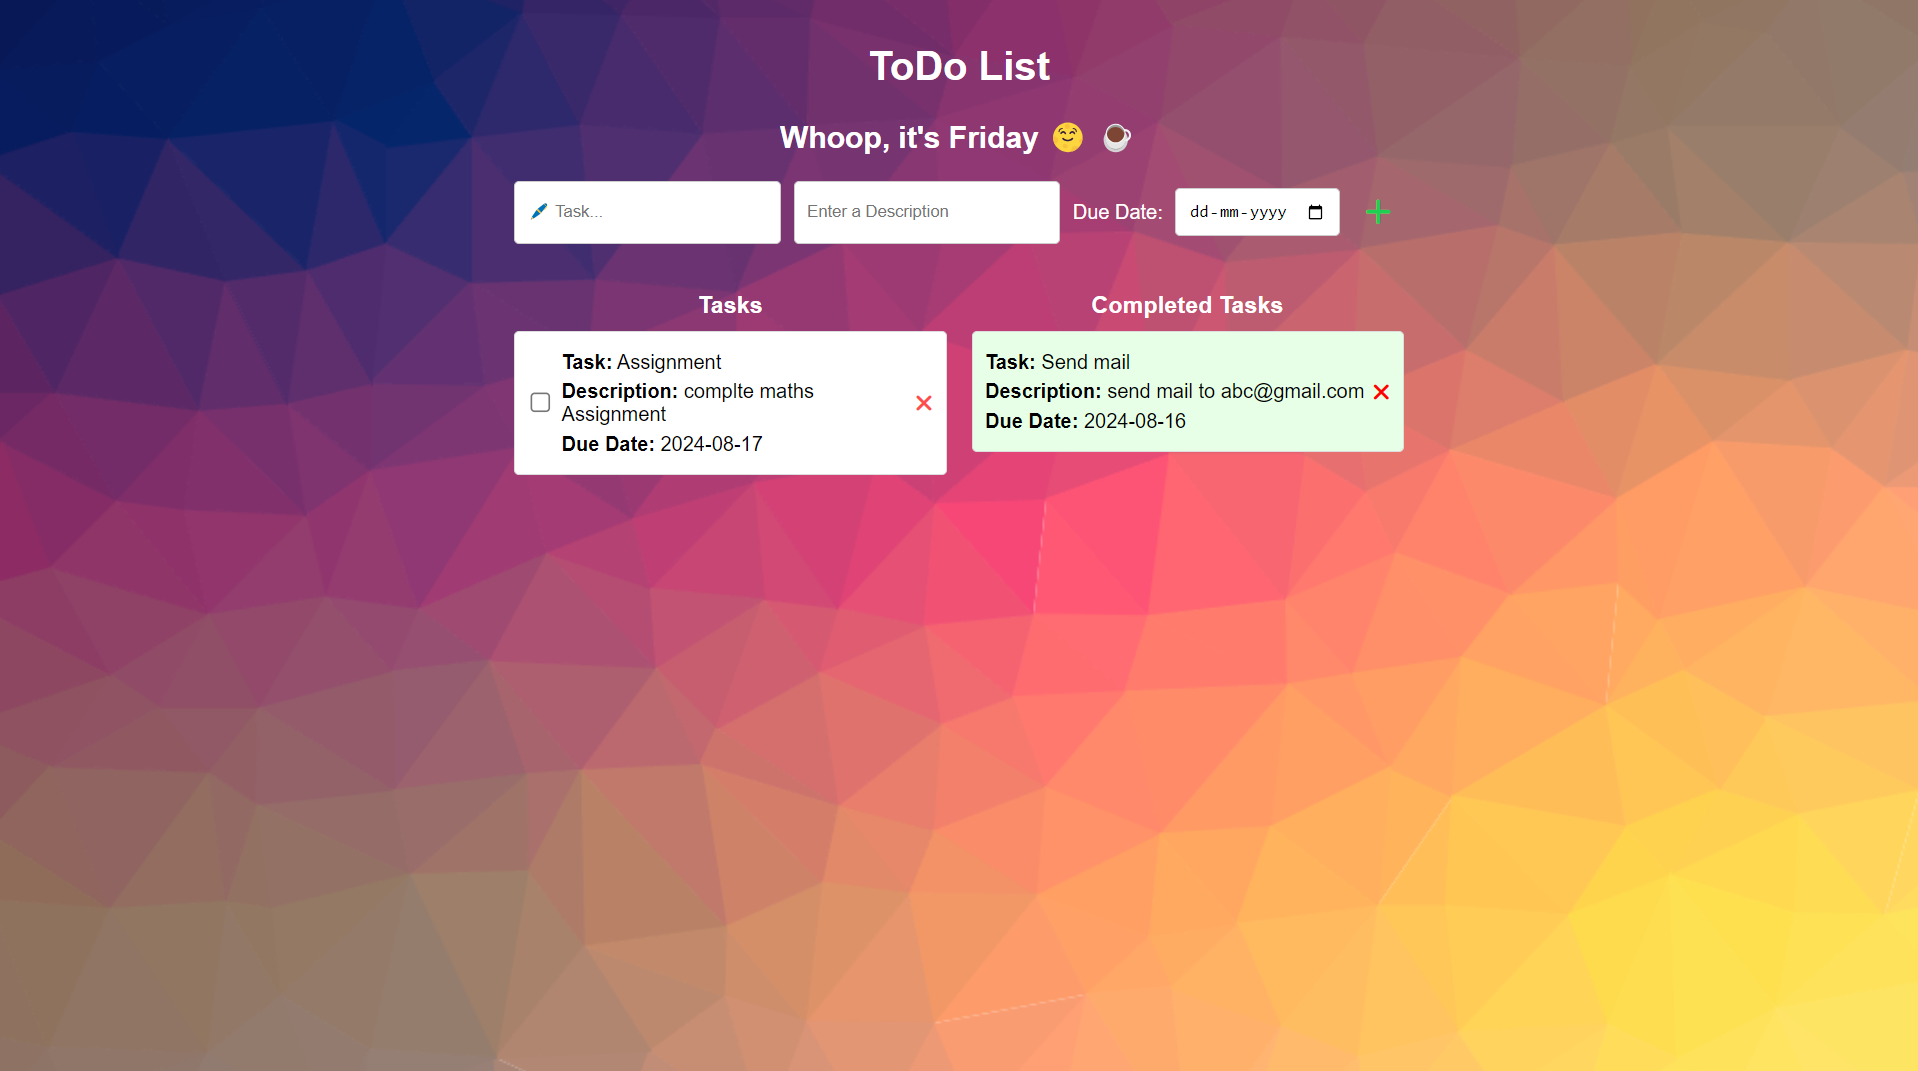 ToDo List
Whoop, it's Friday 😊 ☕
Task...
Enter a Description
Due Date:
dd-mm-yyyy
Tasks
Task: Assignment
Description: complte maths
Assignment
Due Date: 2024-08-17
Completed Tasks
Task: Send mail
Description: send mail to abc@gmail.com
Due Date: 2024-08-16